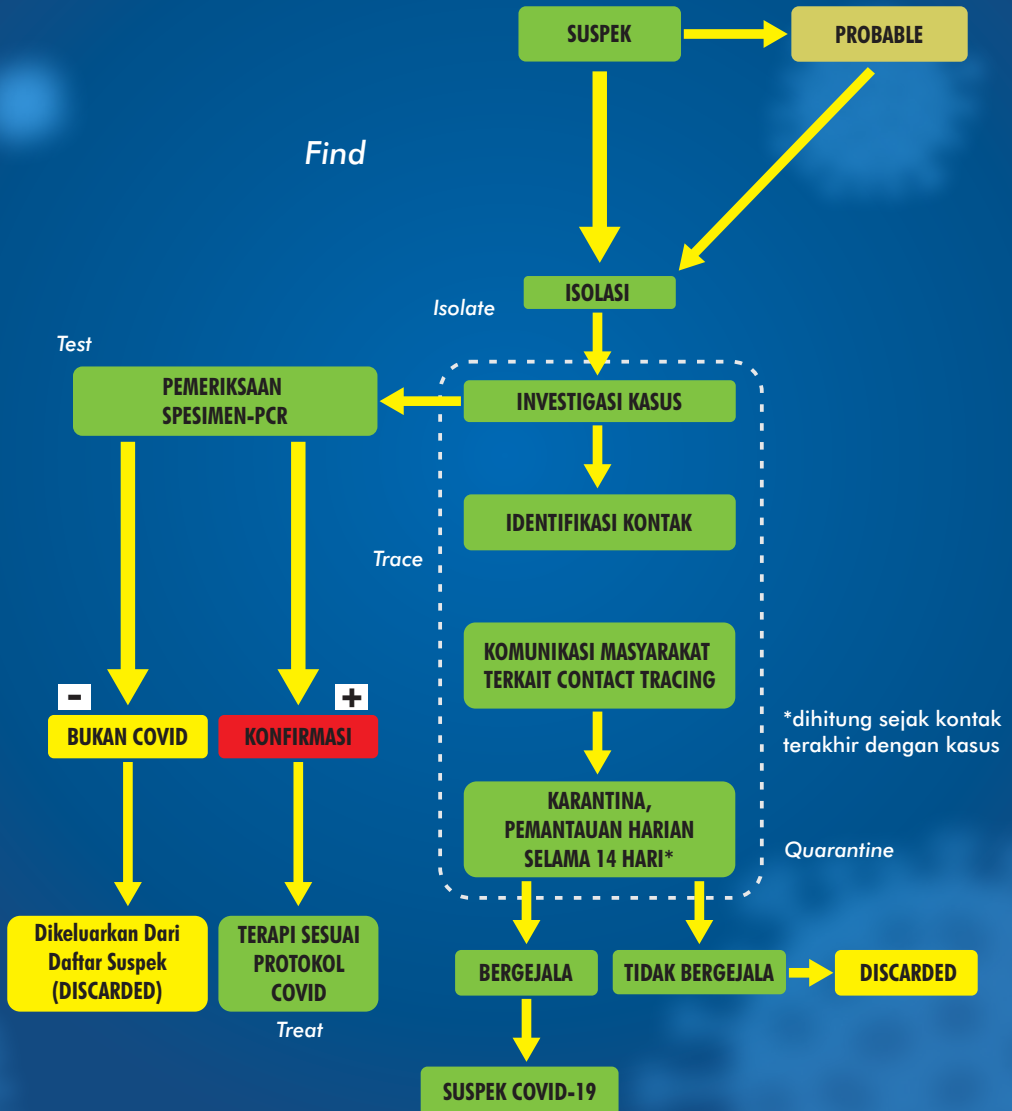 SUSPEK
PROBABLE
Find
ISOLASI
Isolate
Test
PEMERIKSAAN
SPESIMEN-PCR
INVESTIGASI KASUS
IDENTIFIKASI KONTAK
Trace
KOMUNIKASI MASYARAKAT
TERKAIT CONTACT TRACING
-
BUKAN COVID
+
KONFIRMASI
*dihitung sejak kontak
terakhir dengan kasus
KARANTINA,
PEMANTAUAN HARIAN
SELAMA 14 HARI*
Quarantine
Dikeluarkan Dari
Daftar Suspek
(DISCARDED)
TERAPI SESUAI
PROTOKOL
COVID
Treat
BERGEJALA
TIDAK BERGEJALA
DISCARDED
SUSPEK COVID-19